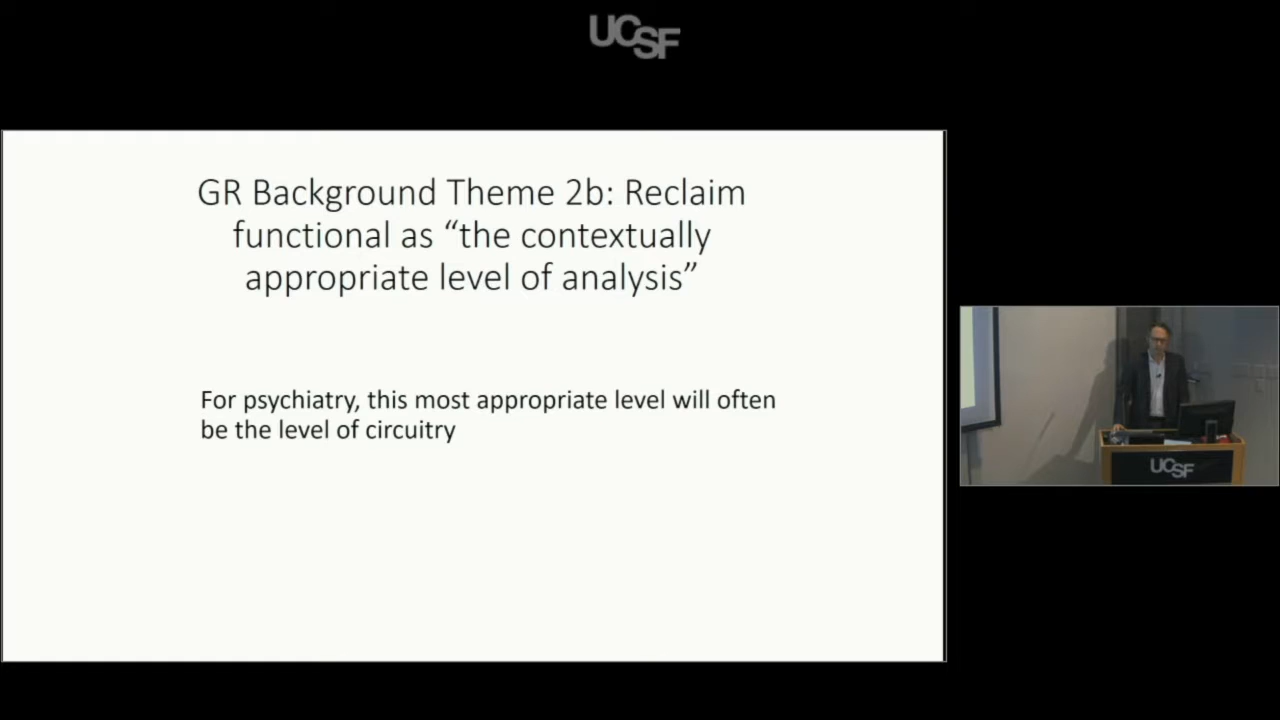 UCSF
GR Background Theme 2b: Reclaim
functional as “the contextually
appropriate level of analysis”
For psychiatry, this most appropriate level will often
be the level of circuitry
UCSF